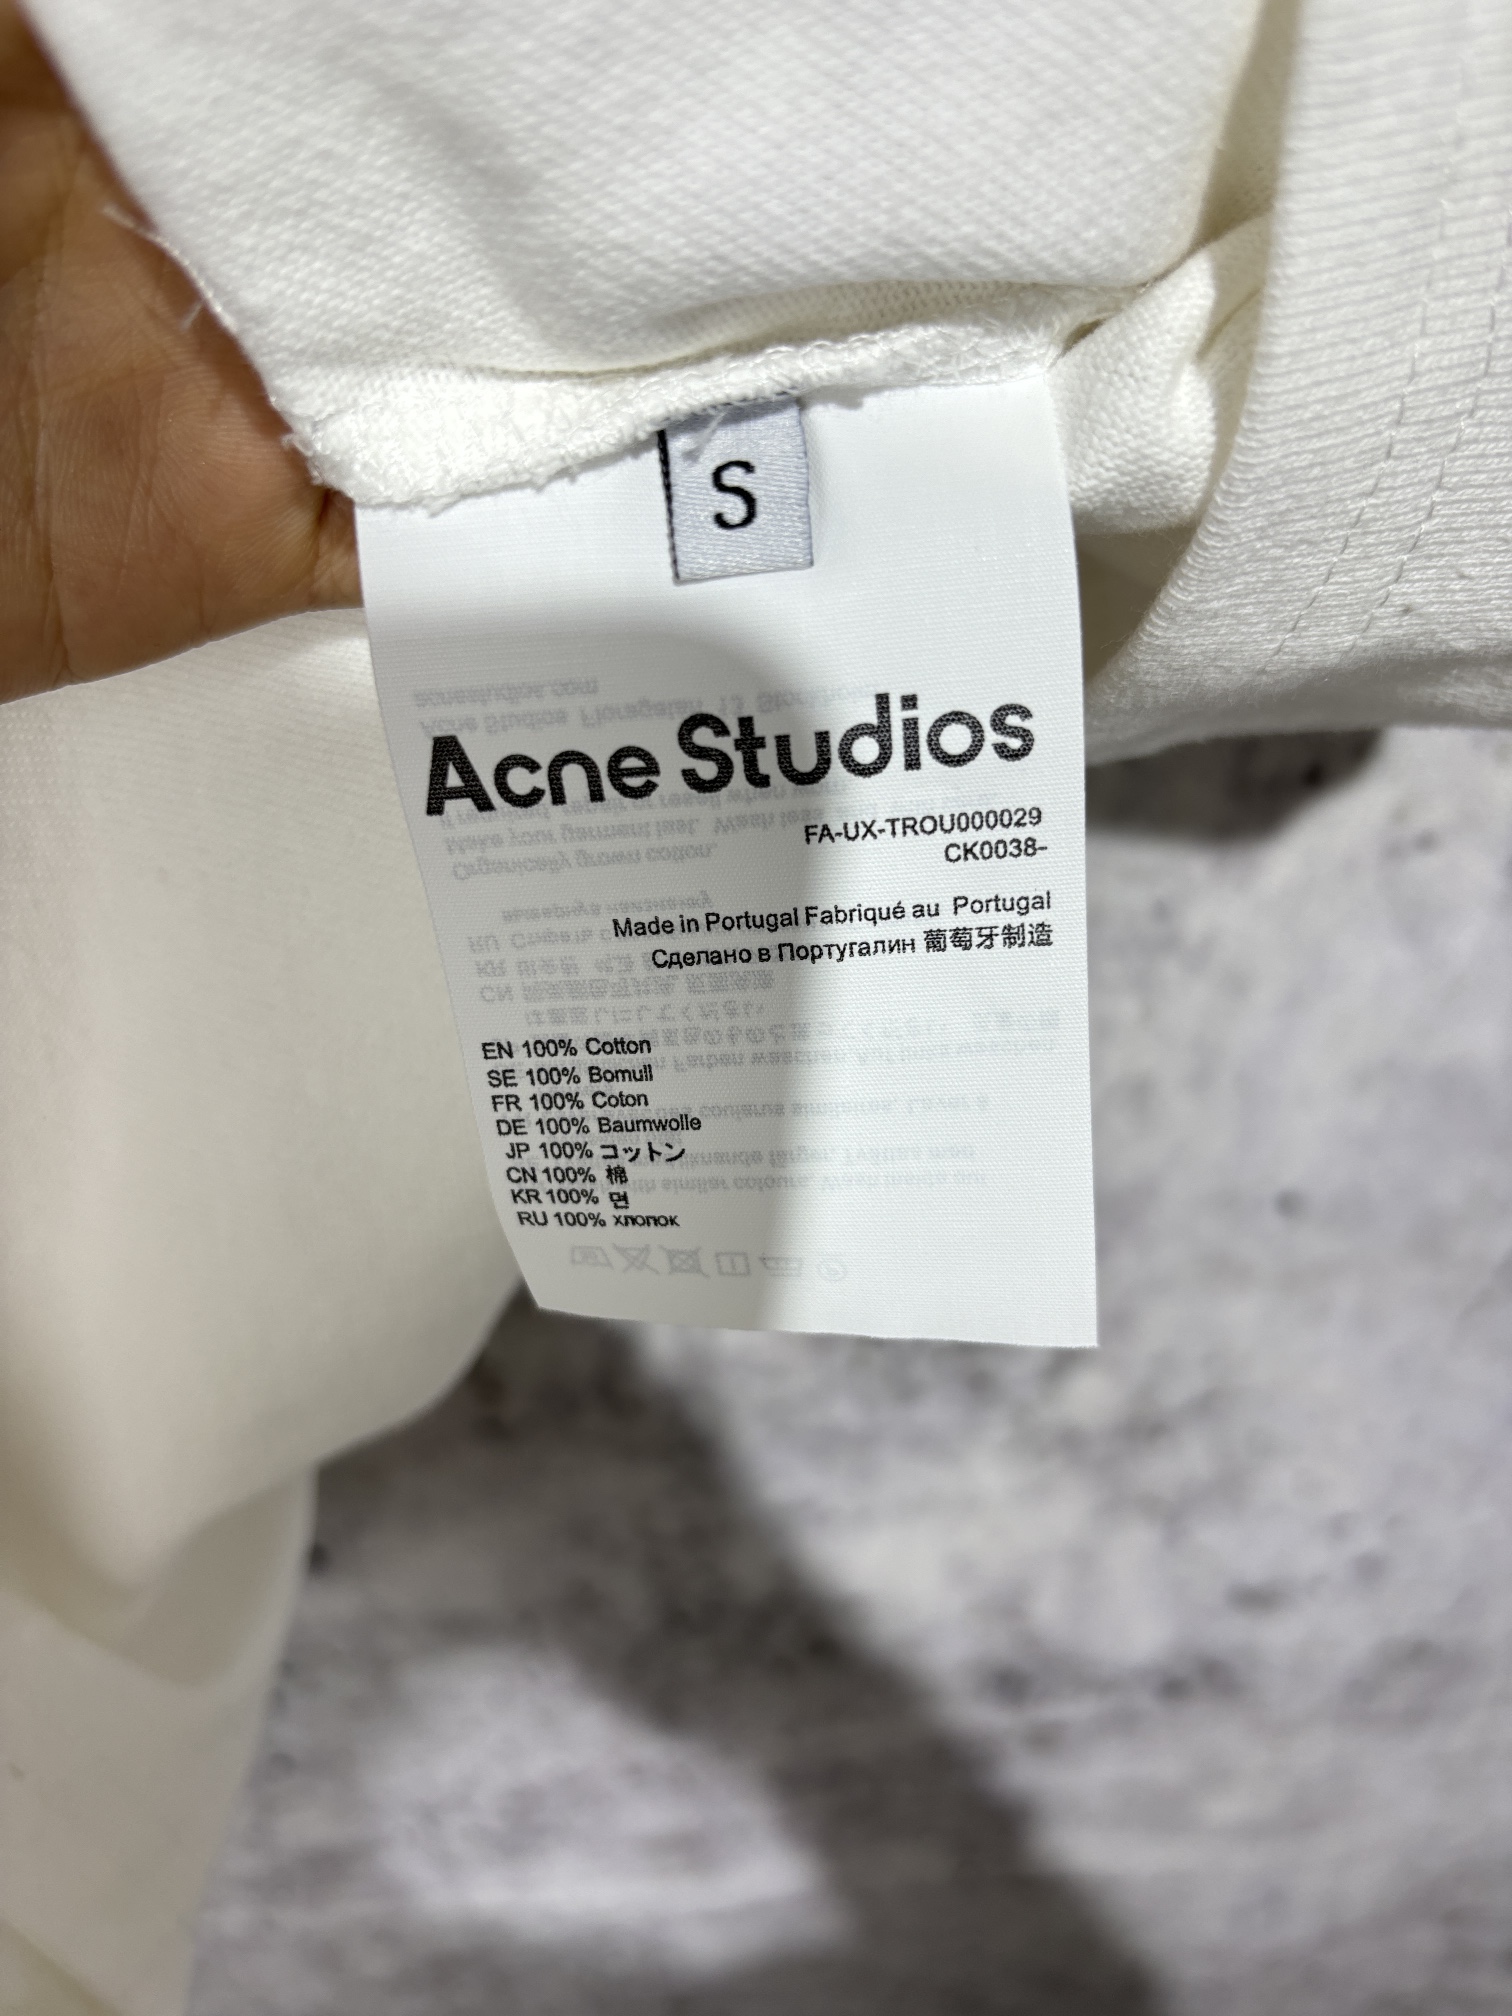 S
Acne Studios
FA-UX-TROU000029
CK0038-
Made in Portugal Fabriqué au Portugal
Сделано в Португалин 葡萄牙制造
EN 100% Cotton
SE 100% Bomull
FR 100% Coton
DE 100% Baumwolle
JP 100% コットン
CN 100% 棉
KR 100% 면
RU 100% хлопок